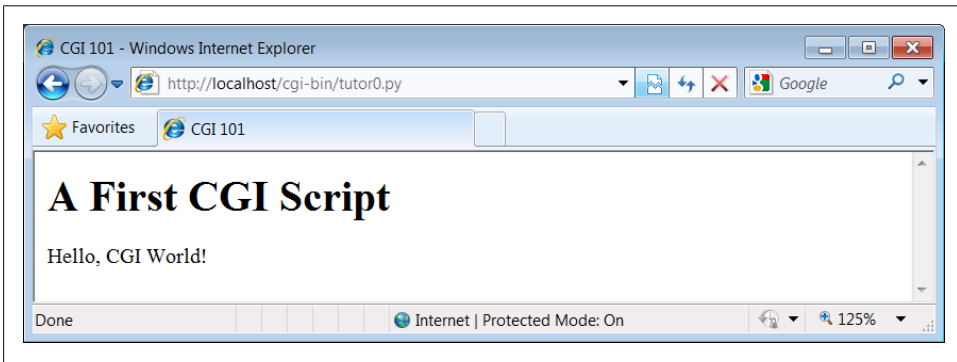 CGI 101 - Windows Internet Explorer
http://localhost/cgi-bin/tutor0.py
Google
Favorites
CGI 101
A First CGI Script
Hello, CGI World!
Done
Internet | Protected Mode: On
125%